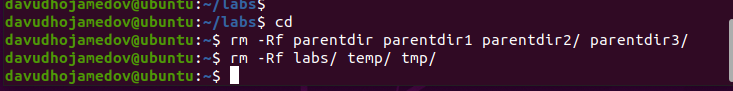 davudhojamedov@ubuntu:~/labs$
davudhojamedov@ubuntu:~/labs$ cd
davudhojamedov@ubuntu:~$ rm -Rf parentdir parentdir1 parentdir2/ parentdir3/
davudhojamedov@ubuntu:~$ rm -Rf labs/ temp/ tmp/
davudhojamedov@ubuntu:~$